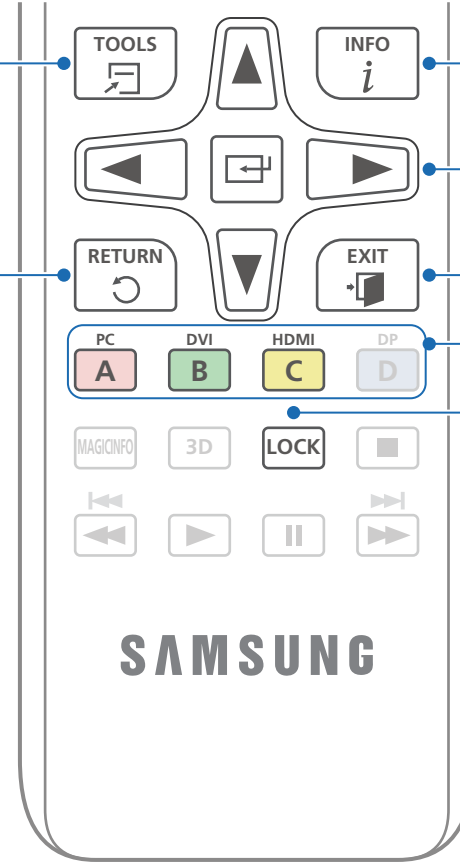 TOOLS INFO
i
RETURN EXIT
PC DVI HDMI DP
A B C D
MAGICINFO 3D LOCK
SAMSUNG